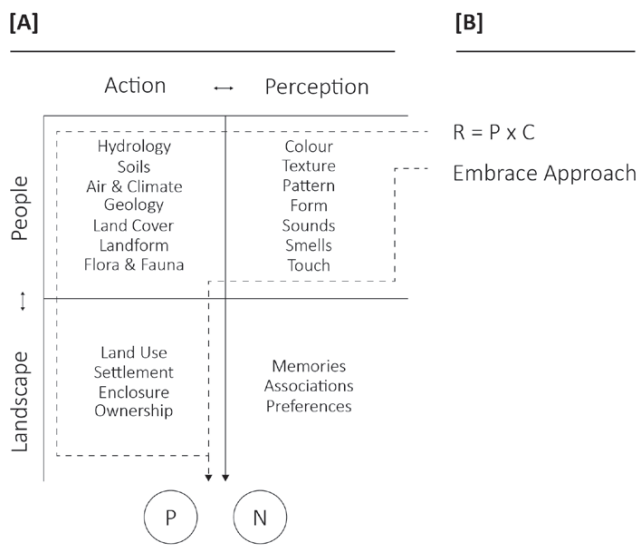 [A]
[B]
Action ↔ Perception
People ↔ Landscape
Hydrology
Soils
Air & Climate
Geology
Land Cover
Landform
Flora & Fauna
Colour
Texture
Pattern
Form
Sounds
Smells
Touch
R = P x C
Embrace Approach
Land Use
Settlement
Enclosure
Ownership
Memories
Associations
Preferences
P
N